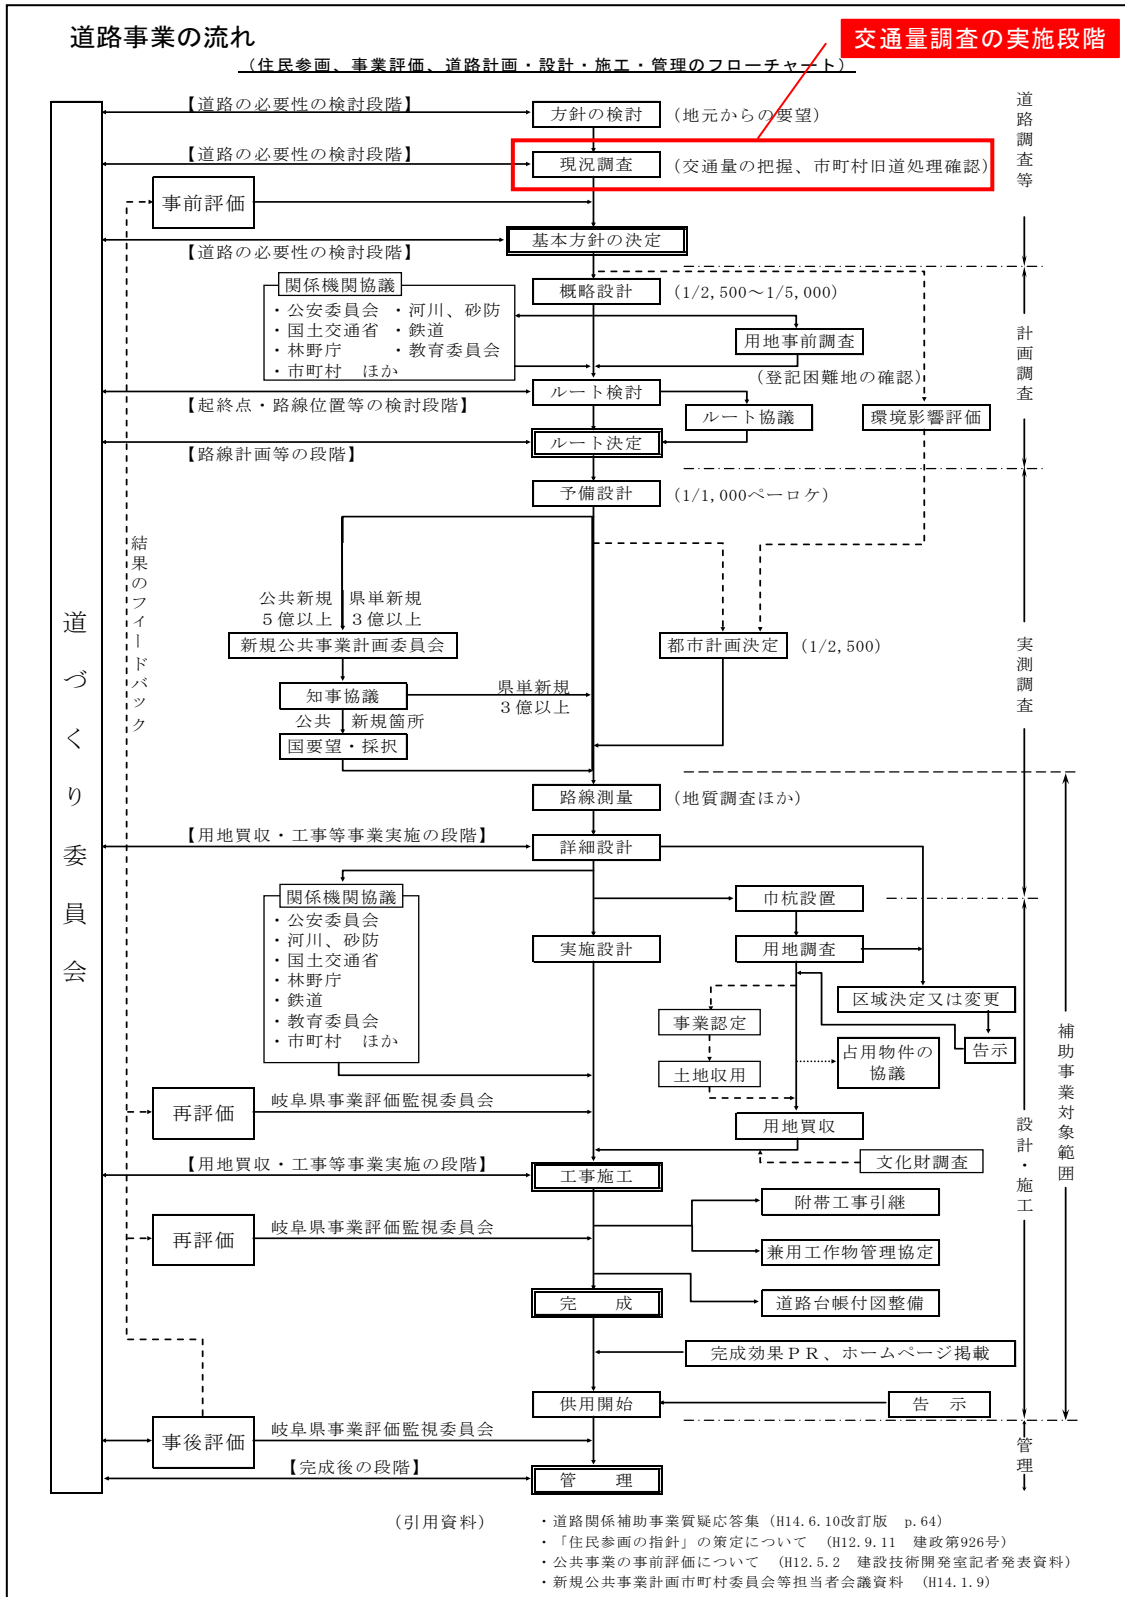 道路事業の流れ
交通量調査の実施段階
(住民参画、事業評価、道路計画・設計・施工・管理のフローチャート)
【道路の必要性の検討段階】
方針の検討
(地元からの要望)
道路調査等
【道路の必要性の検討段階】
現況調査
(交通量の把握、市町村旧道処理確認)
事前評価
基本方針の決定
【道路の必要性の検討段階】
関係機関協議
・公安委員会 ・河川、砂防
・国土交通省 ・鉄道
・林野庁 ・教育委員会
・市町村 ほか
概略設計
(1/2,500~1/5,000)
計画調査
用地事前調査
(登記困難地の確認)
ルート検討
【起終点・路線位置等の検討段階】
ルート協議
環境影響評価
ルート決定
【路線計画等の段階】
予備設計
(1/1,000ペーロケ)
結果のフィードバック
道づくり委員会
公共新規 県単新規
5億以上 3億以上
新規公共事業計画委員会
都市計画決定
(1/2,500)
実測調査
知事協議
県単新規
3億以上
公共 新規箇所
国要望・採択
路線測量
(地質調査ほか)
【用地買収・工事等事業実施の段階】
詳細設計
関係機関協議
・公安委員会
・河川、砂防
・国土交通省
・林野庁
・鉄道
・教育委員会
・市町村 ほか
巾杭設置
実施設計
用地調査
区域決定又は変更
事業認定
告示
占用物件の
協議
土地収用
補助事業対象範囲
設計・施工
再評価
岐阜県事業評価監視委員会
用地買収
文化財調査
【用地買収・工事等事業実施の段階】
工事施工
附帯工事引継
再評価
岐阜県事業評価監視委員会
兼用工作物管理協定
完 成
道路台帳付図整備
完成効果PR、ホームページ掲載
供用開始
告 示
事後評価
岐阜県事業評価監視委員会
管理
【完成後の段階】
管 理
(引用資料)
・道路関係補助事業質疑応答集 (H14.6.10改訂版 p.64)
・「住民参画の指針」の策定について (H12.9.11 建政第926号)
・公共事業の事前評価について (H12.5.2 建設技術開発室記者発表資料)
・新規公共事業計画市町村委員会等担当者会議資料 (H14.1.9)